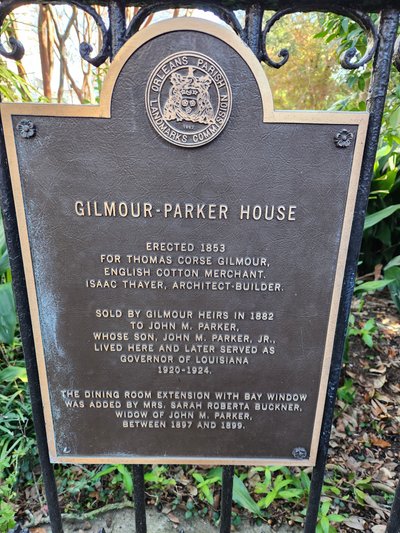 ORLEANS PARISH
LANDMARKS COMMISSION
GILMOUR-PARKER HOUSE
ERECTED 1853
FOR THOMAS CORSE GILMOUR,
ENGLISH COTTON MERCHANT.
ISAAC THAYER, ARCHITECT-BUILDER.
SOLD BY GILMOUR HEIRS IN 1882
TO JOHN M. PARKER,
WHOSE SON, JOHN M. PARKER, JR.,
LIVED HERE AND LATER SERVED AS
GOVERNOR OF LOUISIANA
1920-1924.
THE DINING ROOM EXTENSION WITH BAY WINDOW
WAS ADDED BY MRS. SARAH ROBERTA BUCKNER,
WIDOW OF JOHN M. PARKER,
BETWEEN 1897 AND 1899.